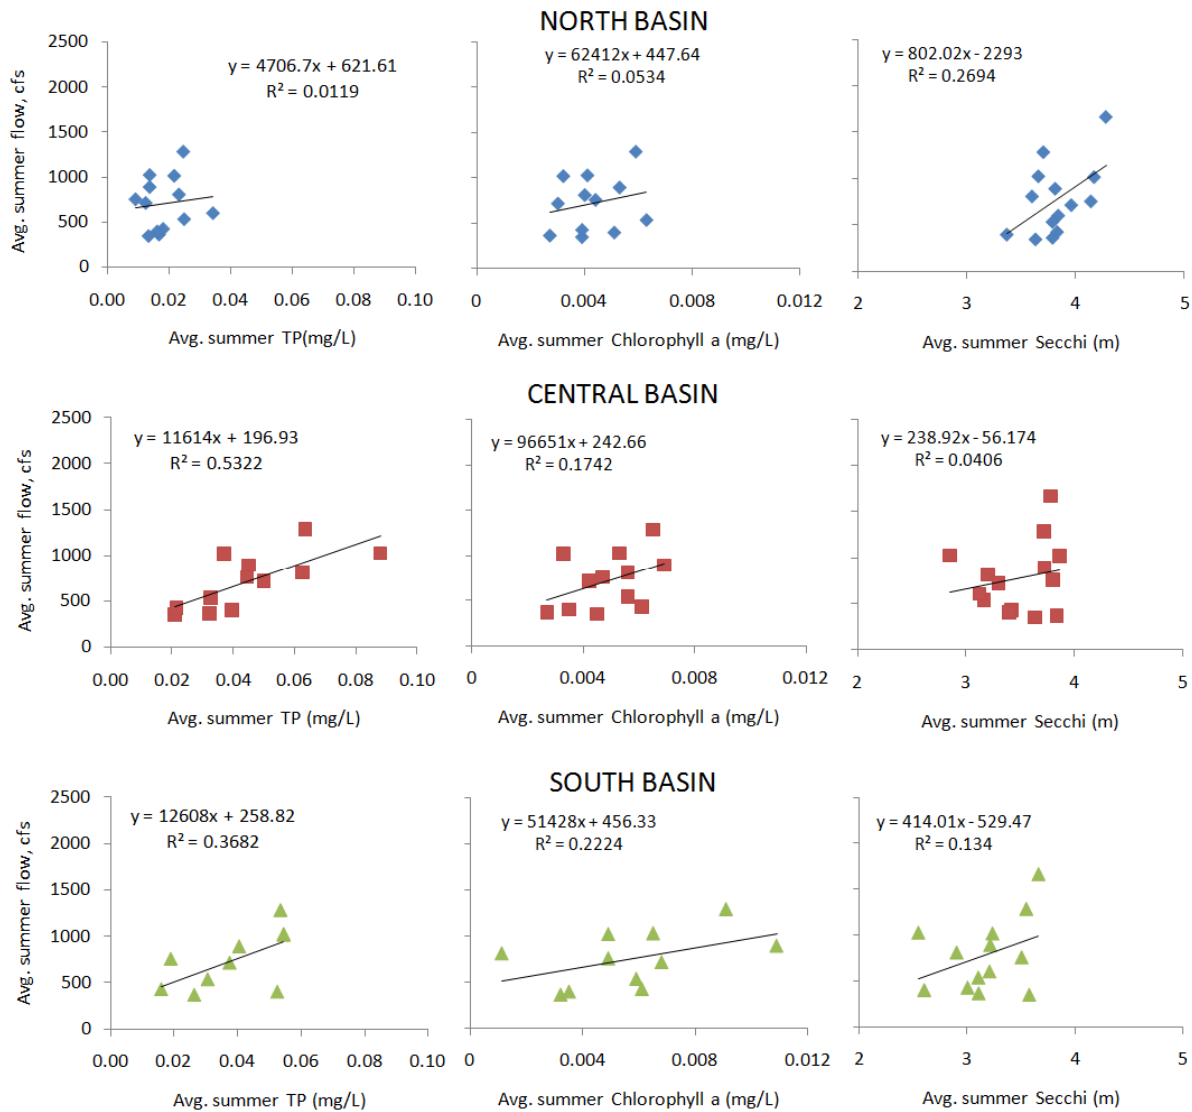 NORTH BASIN
y = 4706.7x + 621.61
R² = 0.0119
Avg. summer flow, cfs
2500
2000
1500
1000
500
0
0.00 0.02 0.04 0.06 0.08 0.10
Avg. summer TP(mg/L)
y = 62412x + 447.64
R² = 0.0534
0 0.004 0.008 0.012
Avg. summer Chlorophyll a (mg/L)
y = 802.02x - 2293
R² = 0.2694
2 3 4 5
Avg. summer Secchi (m)
CENTRAL BASIN
y = 11614x + 196.93
R² = 0.5322
Avg. summer flow, cfs
2500
2000
1500
1000
500
0
0.00 0.02 0.04 0.06 0.08 0.10
Avg. summer TP (mg/L)
y = 96651x + 242.66
R² = 0.1742
0 0.004 0.008 0.012
Avg. summer Chlorophyll a (mg/L)
y = 238.92x - 56.174
R² = 0.0406
2 3 4 5
Avg. summer Secchi (m)
SOUTH BASIN
y = 12608x + 258.82
R² = 0.3682
Avg. summer flow, cfs
2500
2000
1500
1000
500
0
0.00 0.02 0.04 0.06 0.08 0.10
Avg. summer TP (mg/L)
y = 51428x + 456.33
R² = 0.2224
0 0.004 0.008 0.012
Avg. summer Chlorophyll a (mg/L)
y = 414.01x - 529.47
R² = 0.134
2 3 4 5
Avg. summer Secchi (m)